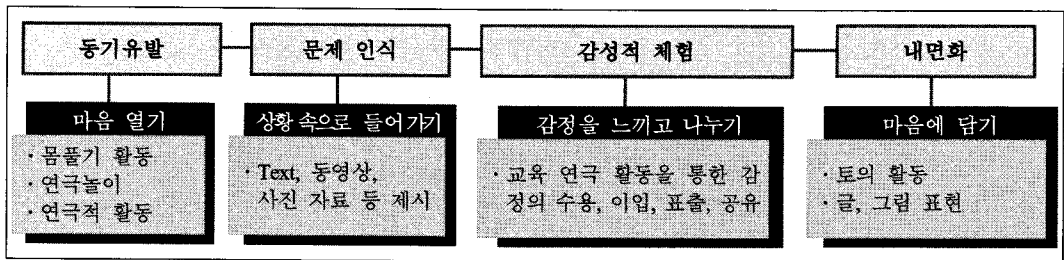 동기유발
문제 인식
감성적 체험
내면화
마음 열기
· 몸풀기 활동
· 연극놀이
· 연극적 활동
상황 속으로 들어가기
· Text, 동영상,
사진 자료 등 제시
감정을 느끼고 나누기
· 교육 연극 활동을 통한 감
정의 수용, 이입, 표출, 공유
마음에 담기
· 토의 활동
· 글, 그림 표현